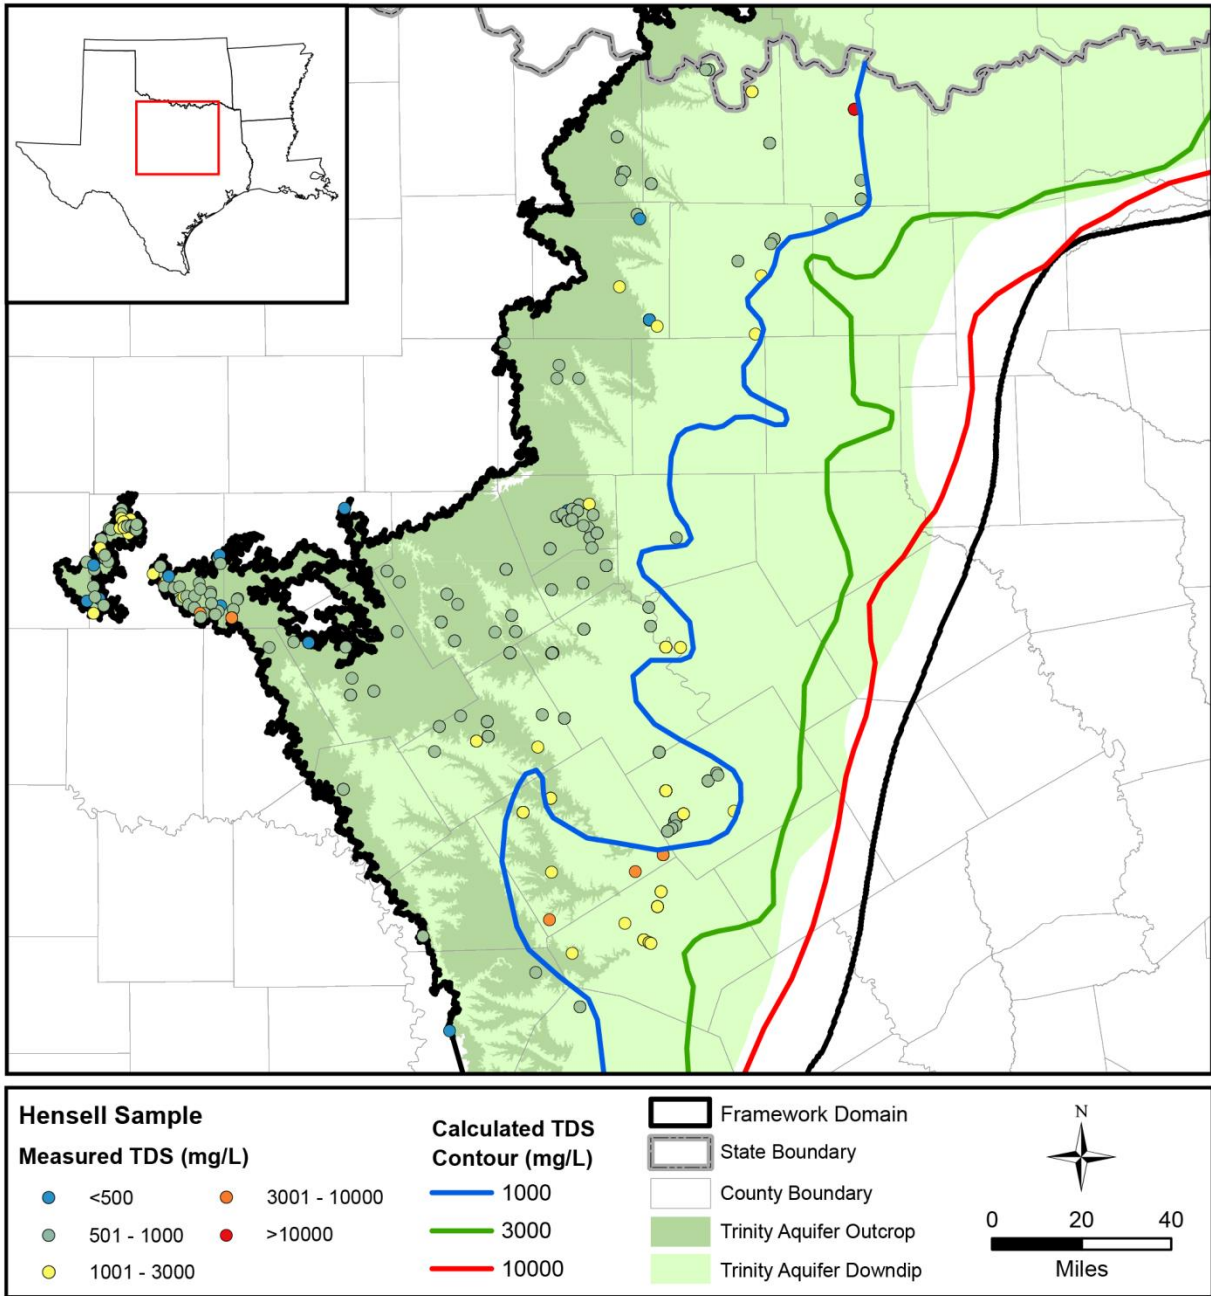 Hensell Sample
Measured TDS (mg/L)
<500
501 - 1000
1001 - 3000
3001 - 10000
>10000
Calculated TDS
Contour (mg/L)
1000
3000
10000
Framework Domain
State Boundary
County Boundary
Trinity Aquifer Outcrop
Trinity Aquifer Downdip
N
0 20 40
Miles